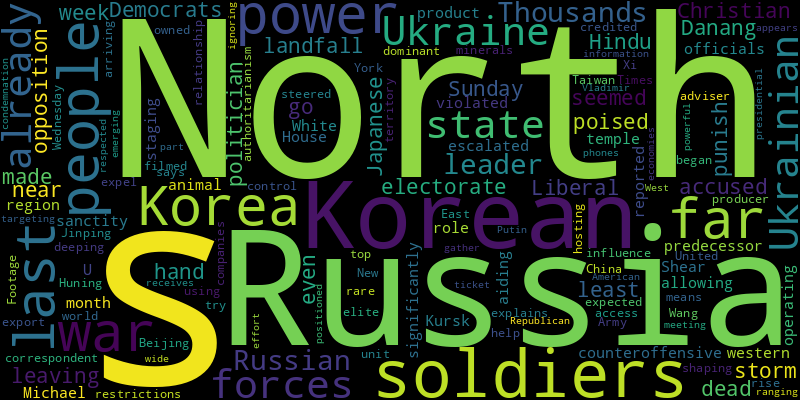 North
S
Russia
Korean
Korea
soldiers
war
far
last
people
already
power
Ukraine
Ukrainian
state
leader
forces
Russian
Thousands
Democrats
week
product
Christian
Danang
officials
Hindu
landfall
opposition
politician
Japanese
Sunday
violated
seemed
poised
temple
punish
dominant
minerals
credited
owned
relationship
ignoring
authoritarianism
steered
York
territory
go
White
House
escalated
Taiwan
Times
Xi
information
Vladimir
phones
adviser
powerful
presidential
appears
economies
began
condemnation
Wednesday
arriving
respected
emerging
staging
part
filmed
says
expel
animal
control
made
near
region
sanctity
Jinping
deepening
U
Huning
month
world
export
receives
using
try
companies
hand
even
electorate
Liberal
accused
reported
West
producer
predecessor
East
role
Kursk
Putin
hosting
influence
China
American
Army
United
Shear
allowing
expected
access
means
Wang
meeting
least
gather
aiding
significantly
top
New
rare
elite
positioned
unit
effort
explains
help
Republican
ticket
counteroffensive
western
operating
shaping
storm
dead
rise
ranging
targeting
Footage
correspondent
Beijing
wide
leaving
Michael
restrictions